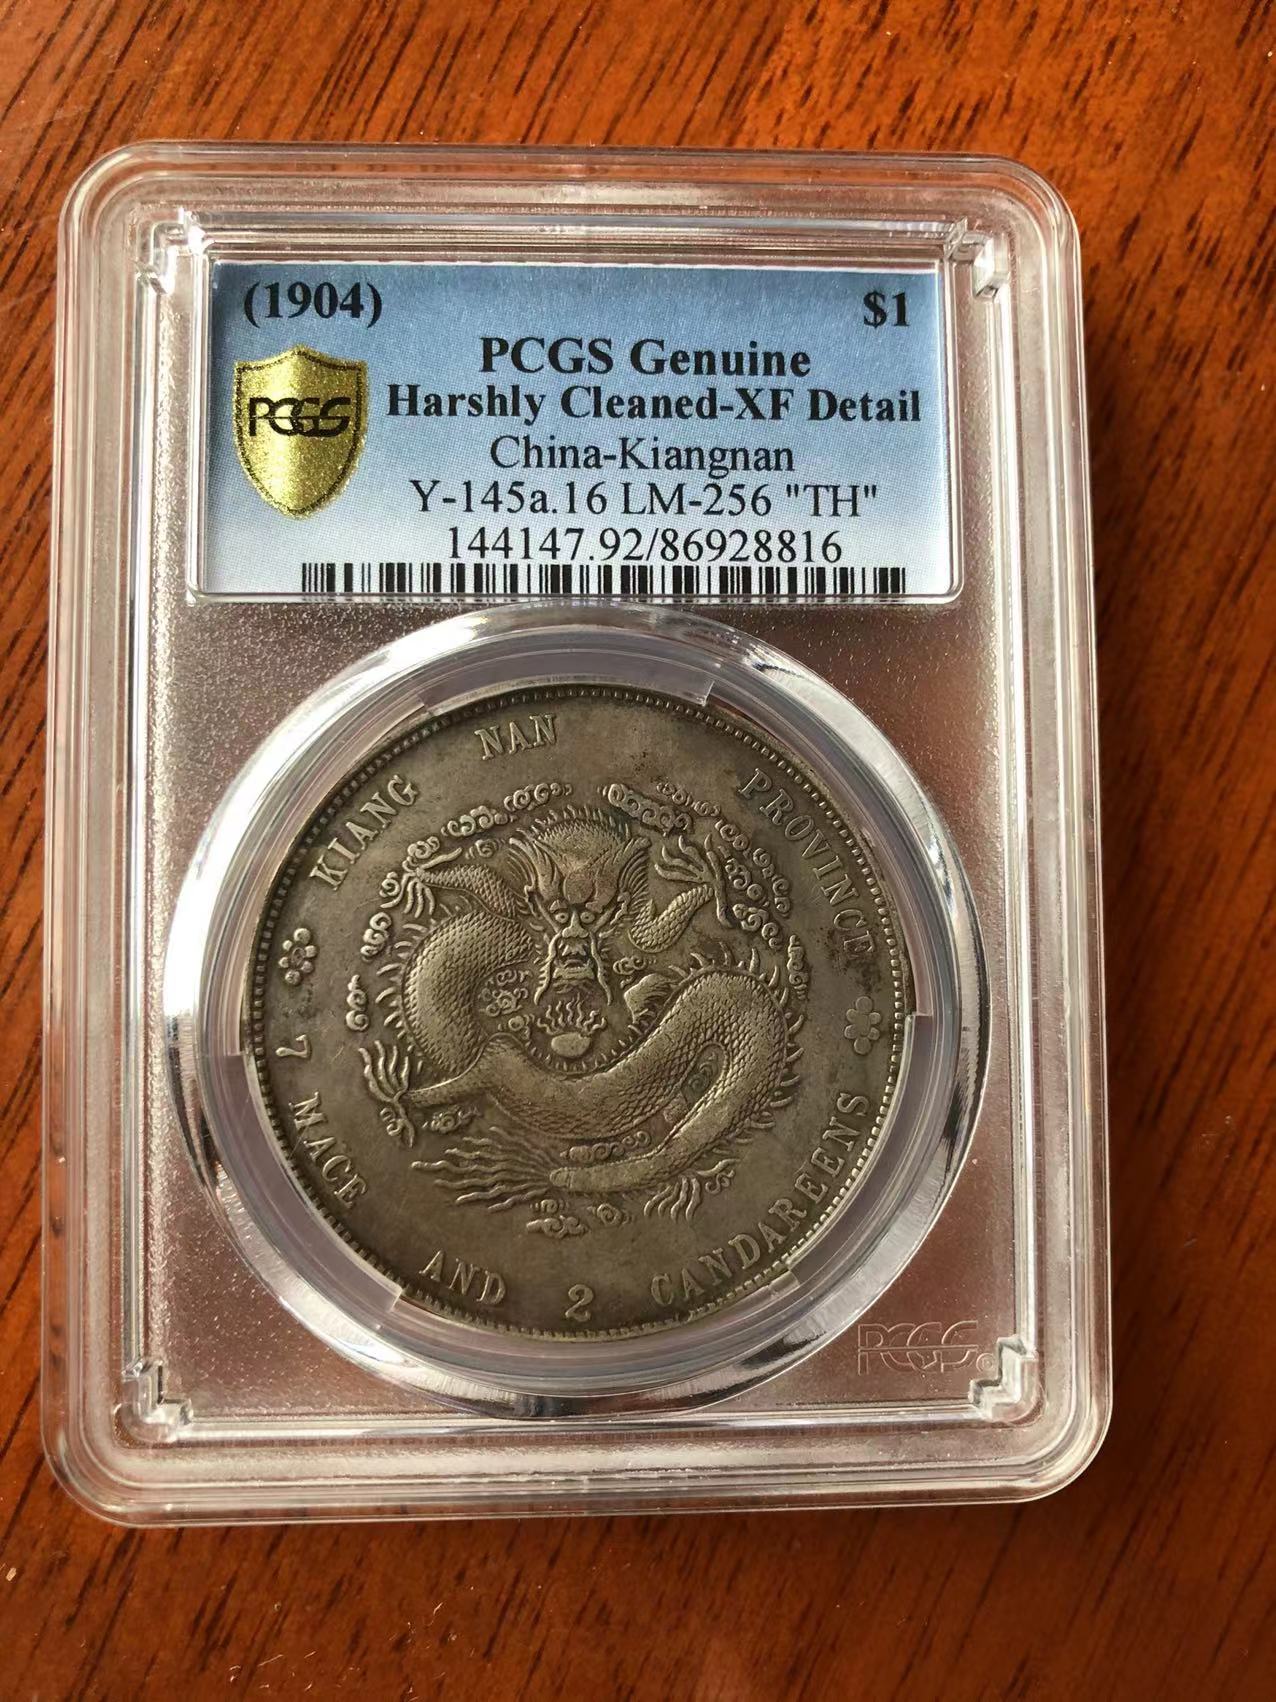 (1904) $1
PCGS Genuine
PCGS Harshly Cleaned-XF Detail
China-Kiangnan
Y-145a.16 LM-256 "TH"
144147.92/86928816
KIANG NAN PROVINCE
7 MACE AND 2 CANDAREENS
PCGS